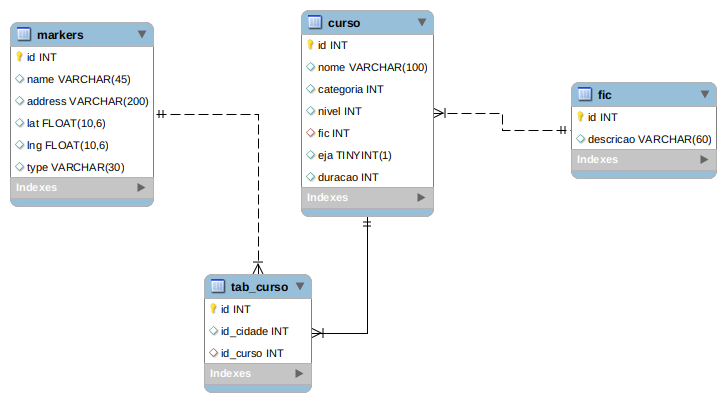 markers
id INT
name VARCHAR(45)
address VARCHAR(200)
lat FLOAT(10,6)
lng FLOAT(10,6)
type VARCHAR(30)
Indexes
curso
id INT
nome VARCHAR(100)
categoria INT
nivel INT
fic INT
eja TINYINT(1)
duracao INT
Indexes
fic
id INT
descricao VARCHAR(60)
Indexes
tab_curso
id INT
id_cidade INT
id_curso INT
Indexes